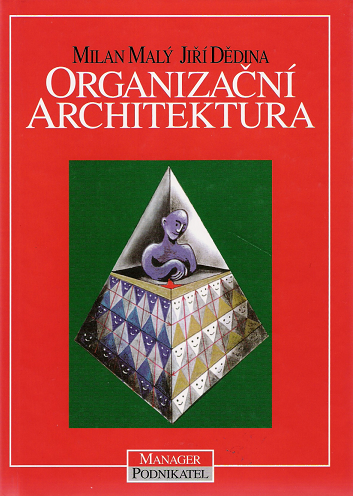 MILAN MALÝ JIŘÍ DĚDINA
ORGANIZAČNÍ
ARCHITEKTURA
MANAGER
PODNIKATEL